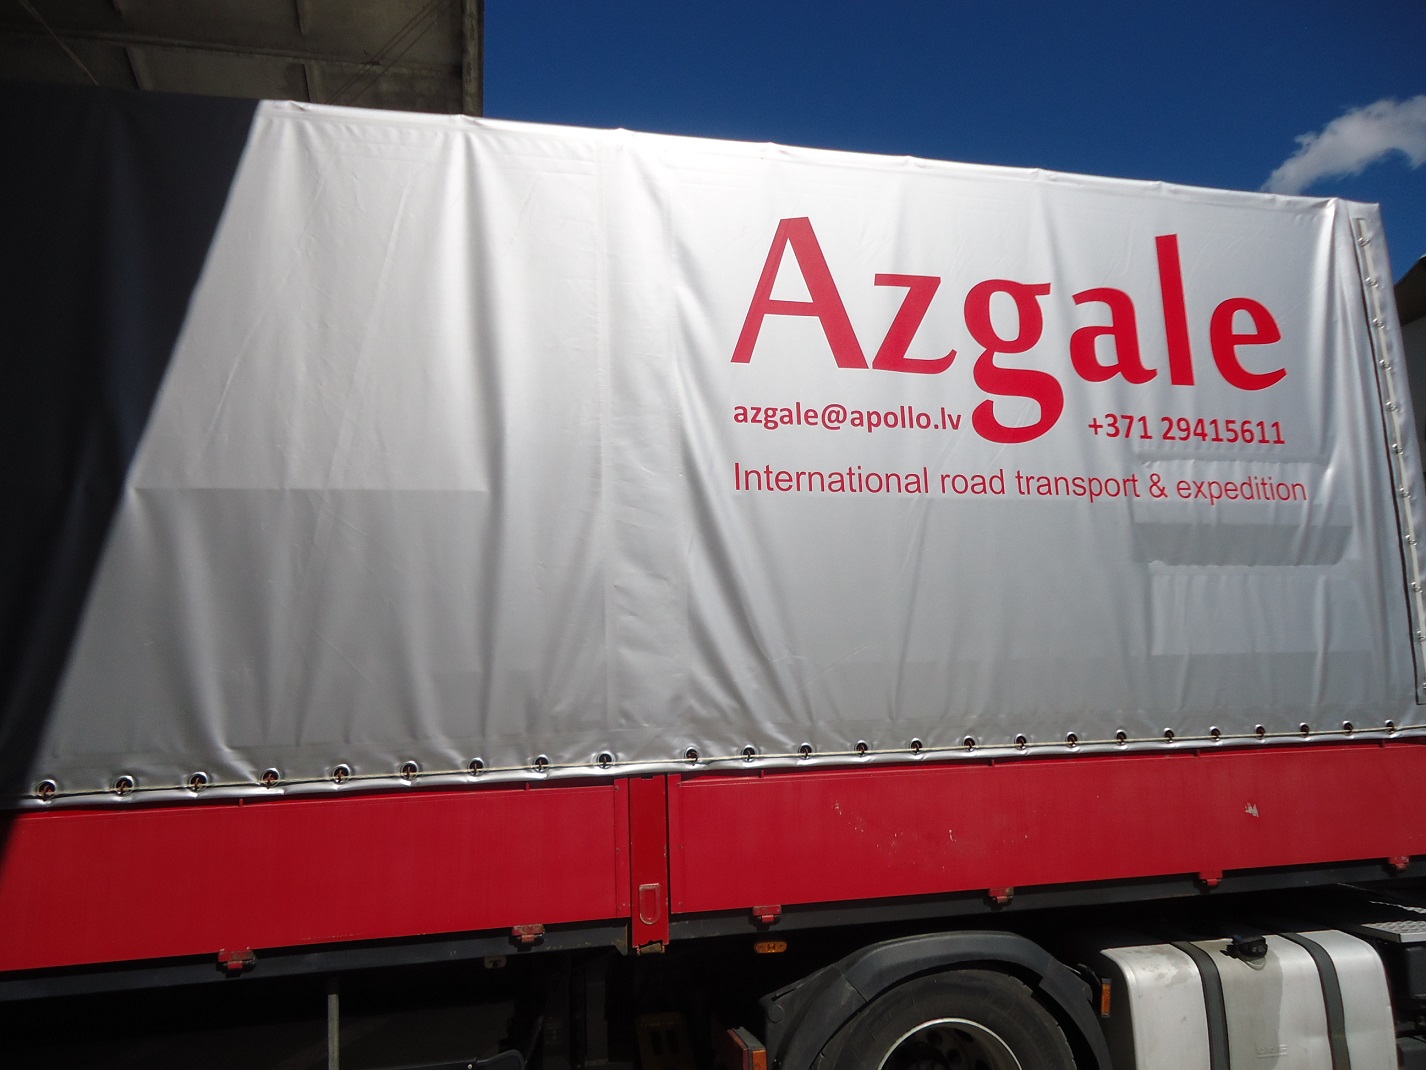 Azgale
azgale@apollo.lv +371 29415611
International road transport & expedition